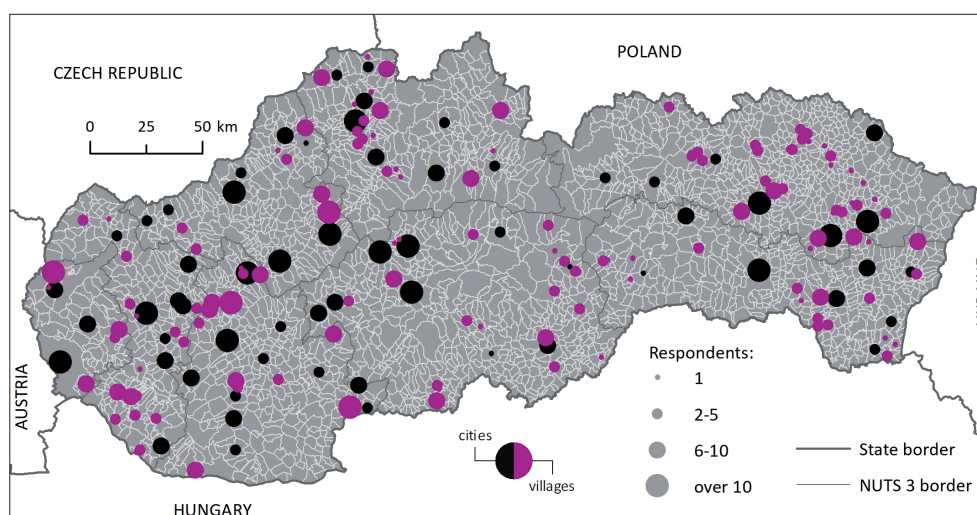 POLAND
CZECH REPUBLIC
0 25 50 km
AUSTRIA
HUNGARY
cities
villages
Respondents:
1
2-5
6-10
over 10
State border
NUTS 3 border